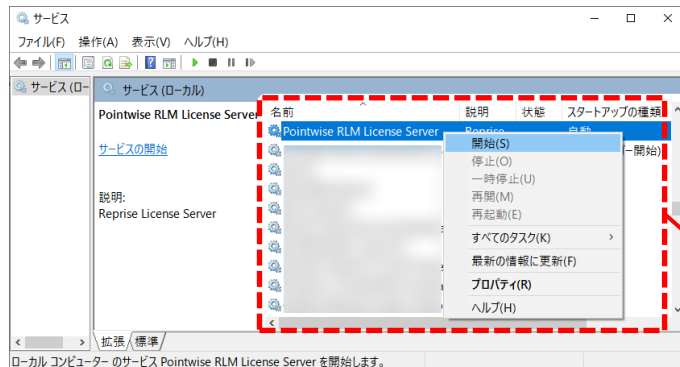 サービス
ファイル(F) 操作(A) 表示(V) ヘルプ(H)
サービス (ロー
サービス (ローカル)
Pointwise RLM License Server
サービスの開始
説明:
Reprise License Server
名前 説明 状態 スタートアップの種類
Pointwise RLM License Server Reprise 自動
ー開始)
開始(S)
停止(O)
一時停止(U)
再開(M)
再起動(E)
すべてのタスク(K)
最新の情報に更新(F)
プロパティ(R)
ヘルプ(H)
拡張 標準
ローカル コンピューター のサービス Pointwise RLM License Server を開始します。